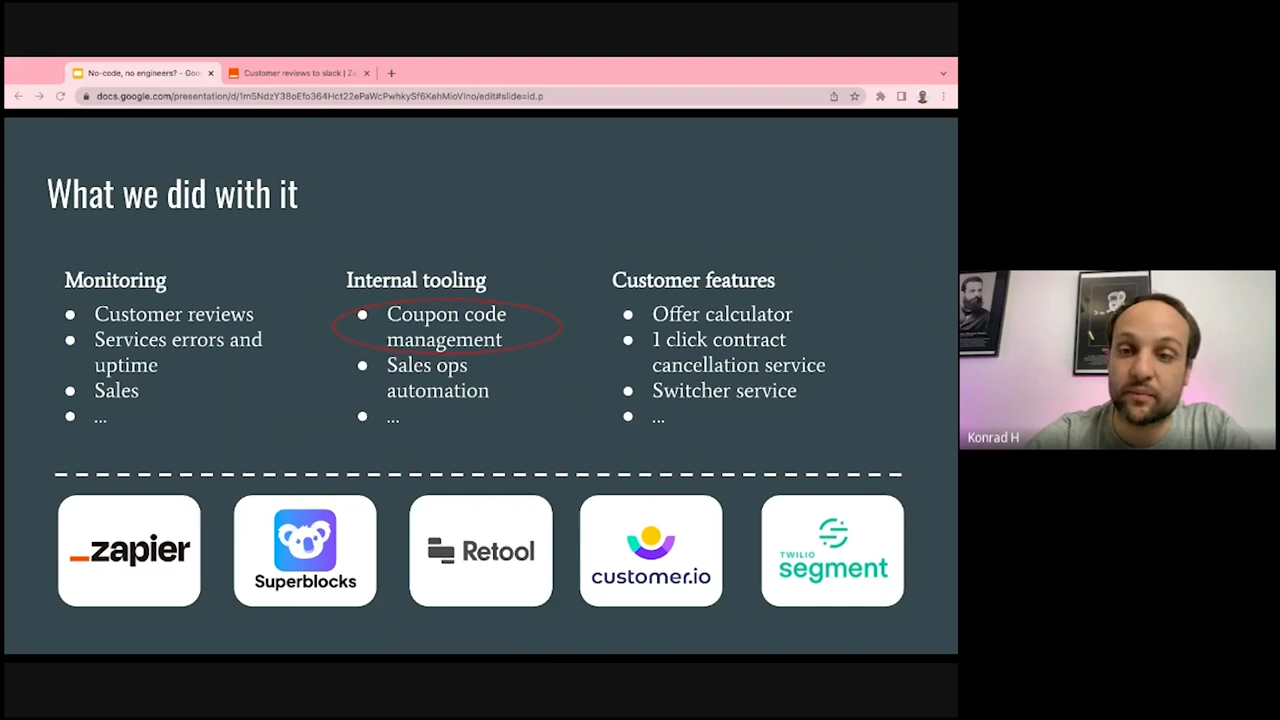 No-code, no engineers? - Goo
Customer reviews to slack | Za
docs.google.com/presentation/d/1m5NdzY38oEfo364Hct22ePaWcPwhkySf6KehMioVIno/edit#slide=id.p
What we did with it
Monitoring
Customer reviews
Services errors and
uptime
Sales
...
Internal tooling
Coupon code
management
Sales ops
automation
...
Customer features
Offer calculator
1 click contract
cancellation service
Switcher service
...
zapier
Superblocks
Retool
customer.io
TWILIO
segment
Konrad H